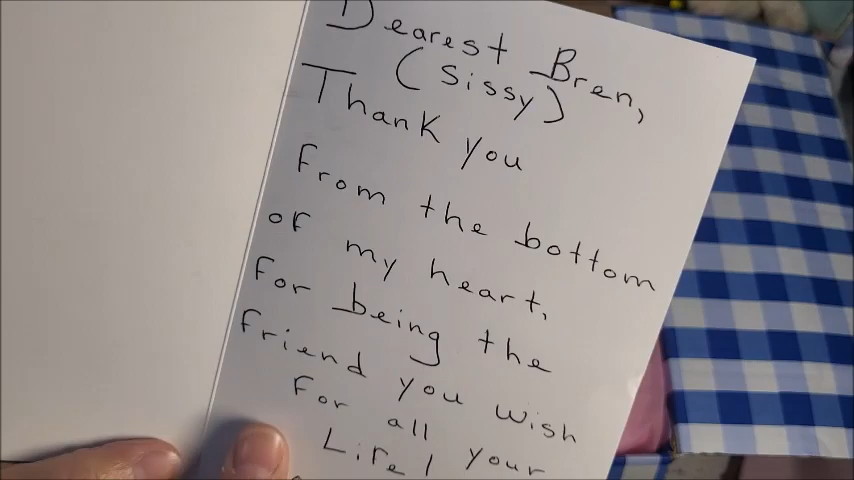 Dearest Bren,
(Sissy)
Thank you
From the bottom
of my heart,
For being the
Friend you wish
For all your
Life!